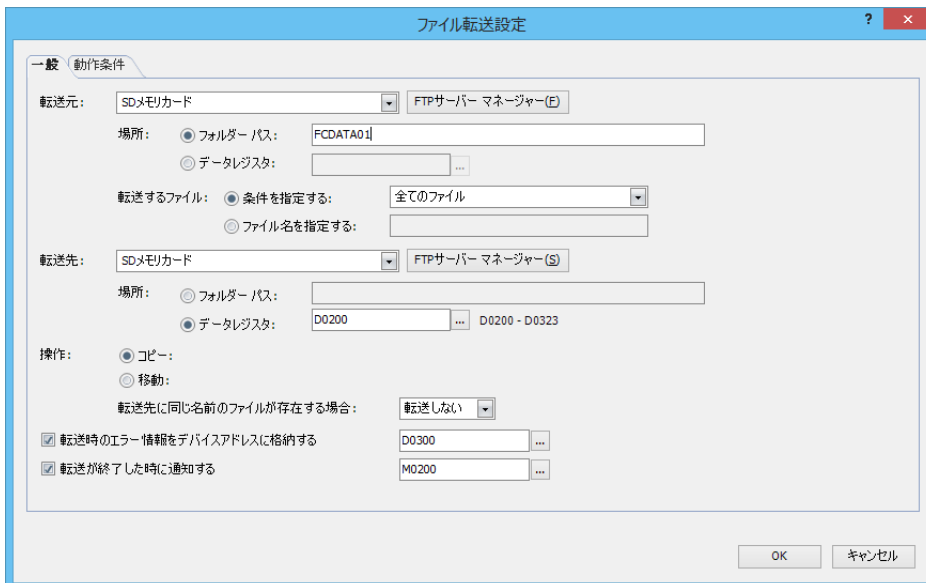 ファイル転送設定
? ×
一般 動作条件
転送元: SDメモリカード FTPサーバー マネージャー(F)
場所: フォルダー パス: FCDATA01
データレジスタ: ...
転送するファイル: 条件を指定する: 全てのファイル
ファイル名を指定する:
転送先: SDメモリカード FTPサーバー マネージャー(S)
場所: フォルダー パス:
データレジスタ: D0200 ... D0200 - D0323
操作: コピー:
移動:
転送先に同じ名前のファイルが存在する場合: 転送しない
転送時のエラー情報をデバイスアドレスに格納する D0300 ...
転送が終了した時に通知する M0200 ...
OK キャンセル